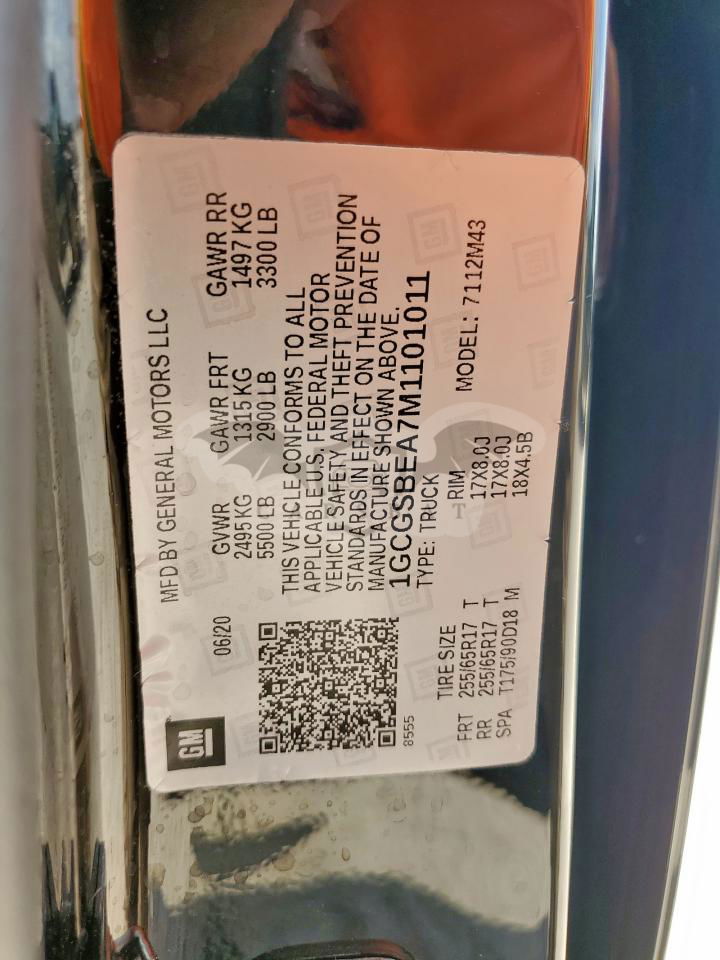 GM
MFD BY GENERAL MOTORS LLC
06/20
GVWR GAWR FRT GAWR RR
2495 KG 1315 KG 1497 KG
5500 LB 2900 LB 3300 LB
THIS VEHICLE CONFORMS TO ALL
APPLICABLE U.S. FEDERAL MOTOR
VEHICLE SAFETY AND THEFT PREVENTION
STANDARDS IN EFFECT ON THE DATE OF
MANUFACTURE SHOWN ABOVE.
1GCGSBEA7M1101011
8555
TYPE: TRUCK MODEL: 7112M43
TIRE SIZE RIM
FRT 255/65R17 T 17X8.0J
RR 255/65R17 T 17X8.0J
SPA T175/90D18 M 18X4.5B